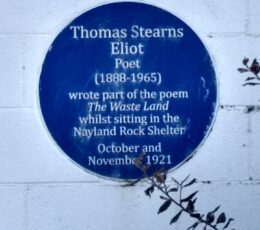 Thomas Stearns
Eliot
Poet
(1888-1965)
wrote part of the poem
The Waste Land
whilst sitting in the
Nayland Rock Shelter
October and
November 1921